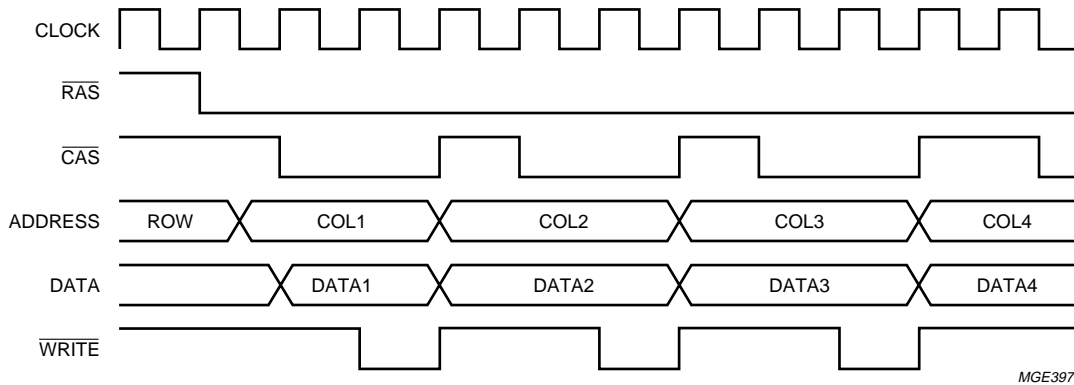 CLOCK
RAS
CAS
ADDRESS ROW COL1 COL2 COL3 COL4
DATA DATA1 DATA2 DATA3 DATA4
WRITE
MGE397